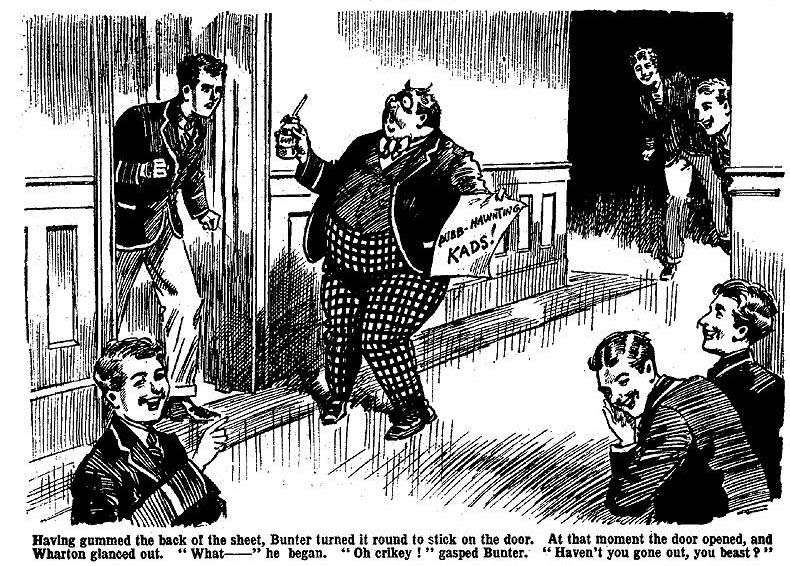 PUBB-HAUNTING
KADS!
Having gummed the back of the sheet, Bunter turned it round to stick on the door. At that moment the door opened, and
Wharton glanced out. "What——" he began. "Oh crikey!" gasped Bunter. "Haven't you gone out, you beast?"